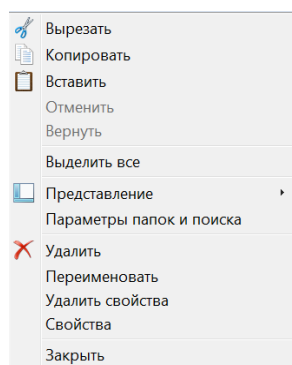 Вырезать
Копировать
Вставить
Отменить
Вернуть
Выделить все
Представление
Параметры папок и поиска
Удалить
Переименовать
Удалить свойства
Свойства
Закрыть